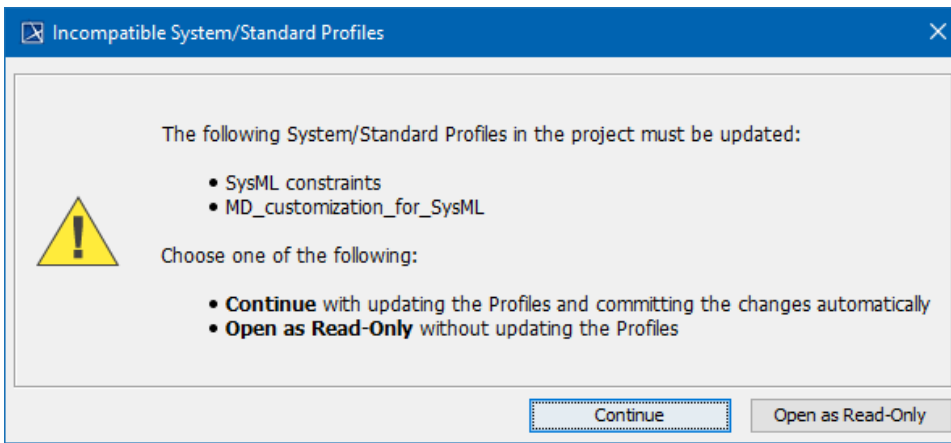 Incompatible System/Standard Profiles
The following System/Standard Profiles in the project must be updated:
• SysML constraints
• MD_customization_for_SysML
Choose one of the following:
• Continue with updating the Profiles and committing the changes automatically
• Open as Read-Only without updating the Profiles
Continue
Open as Read-Only